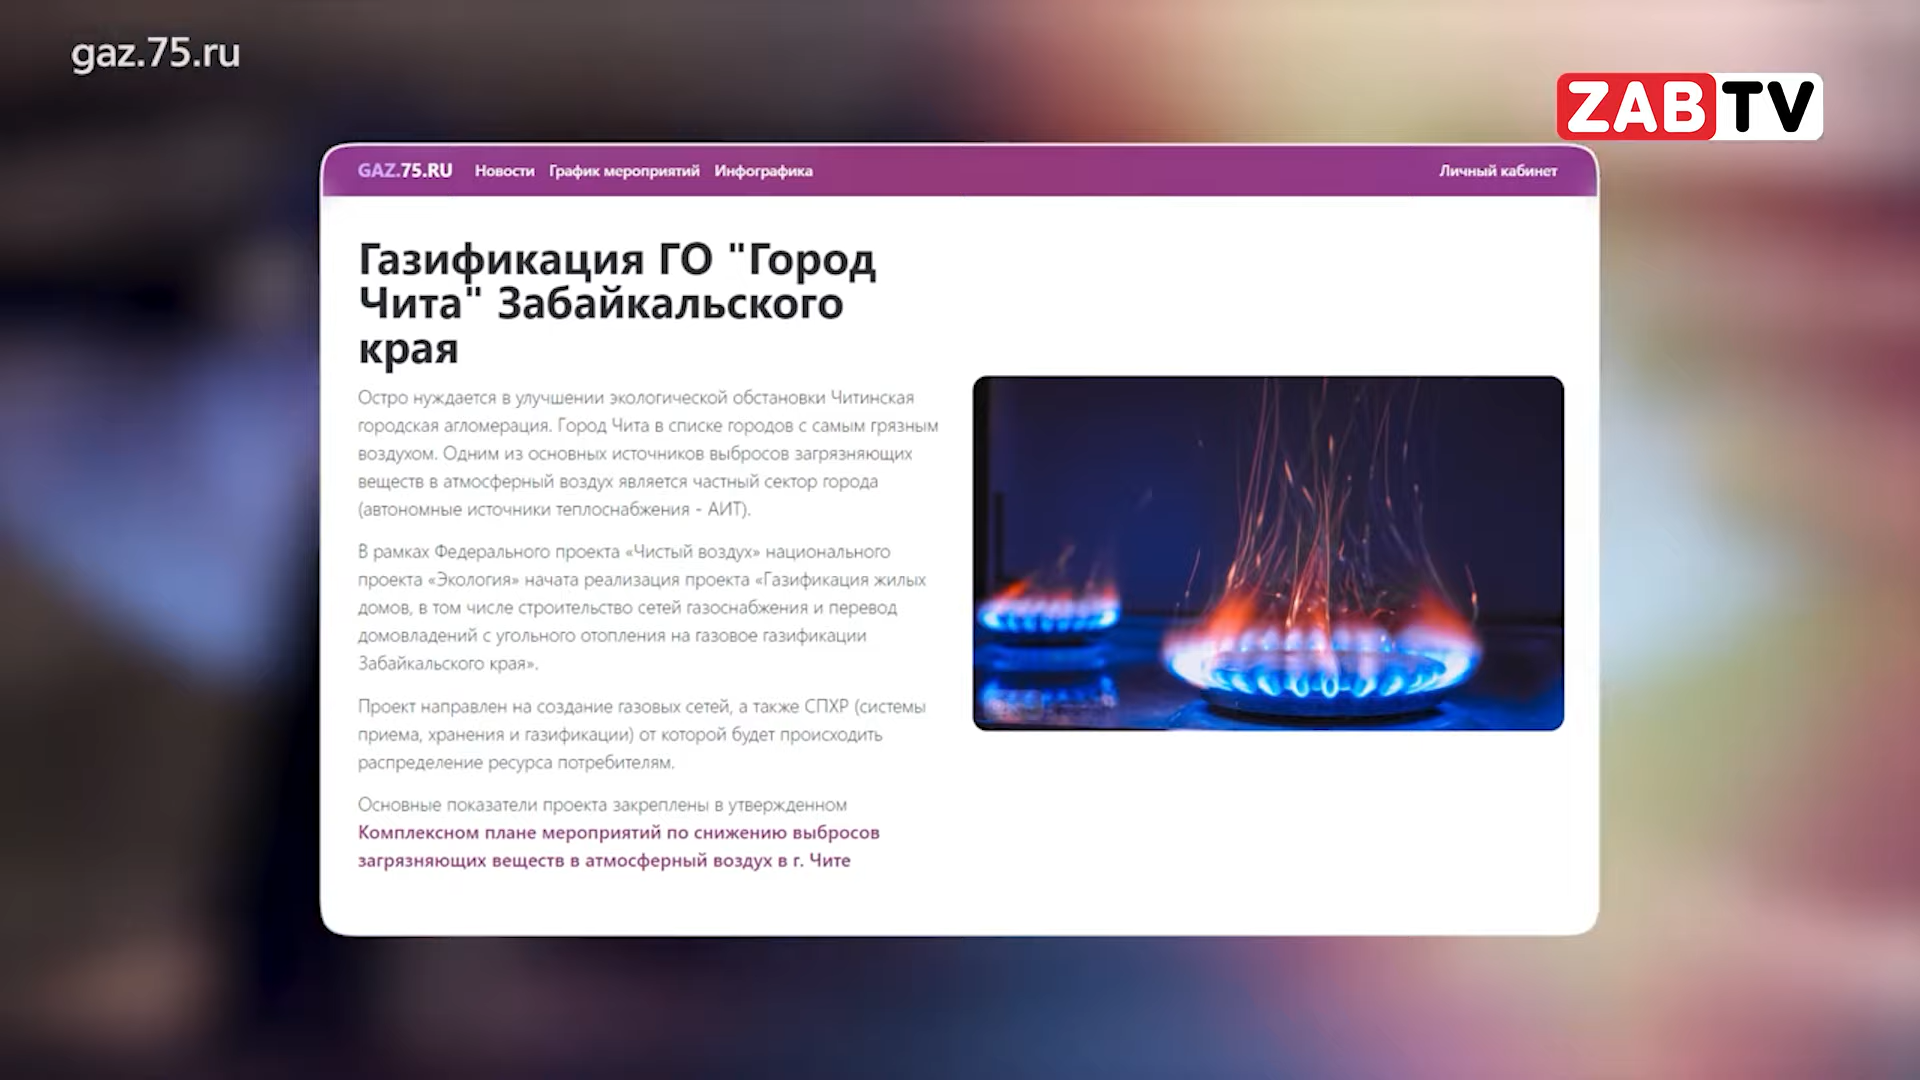 gaz.75.ru
ZABTV
GAZ.75.RU Новости График мероприятий Инфографика Личный кабинет
Газификация ГО "Город
Чита" Забайкальского
края
Остро нуждается в улучшении экологической обстановки Читинская
городская агломерация. Город Чита в списке городов с самым грязным
воздухом. Одним из основных источников выбросов загрязняющих
веществ в атмосферный воздух является частный сектор города
(автономные источники теплоснабжения - АИТ).
В рамках Федерального проекта «Чистый воздух» национального
проекта «Экология» начата реализация проекта «Газификация жилых
домов, в том числе строительство сетей газоснабжения и перевод
домовладений с угольного отопления на газовое газификации
Забайкальского края».
Проект направлен на создание газовых сетей, а также СПХР (системы
приема, хранения и газификации) от которой будет происходить
распределение ресурса потребителям.
Основные показатели проекта закреплены в утвержденном
Комплексном плане мероприятий по снижению выбросов
загрязняющих веществ в атмосферный воздух в г. Чите